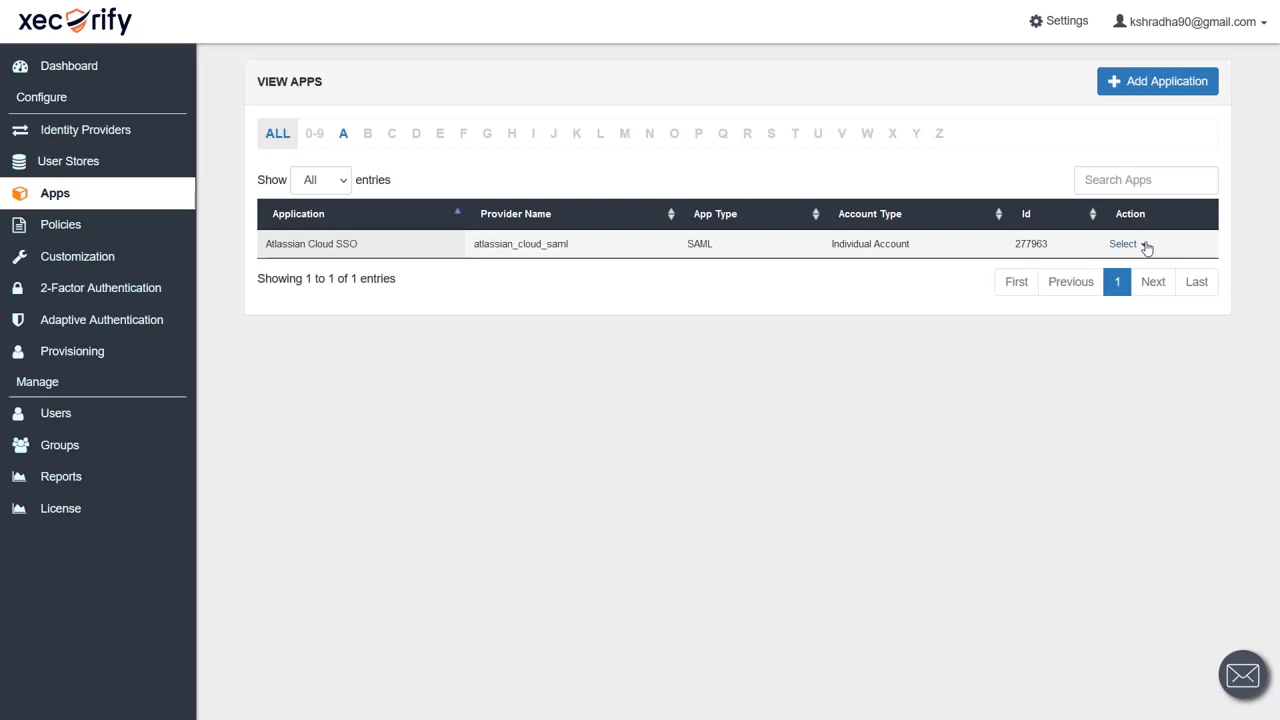 xecurify
Settings
kshradha90@gmail.com
Dashboard
Configure
Identity Providers
User Stores
Apps
Policies
Customization
2-Factor Authentication
Adaptive Authentication
Provisioning
Manage
Users
Groups
Reports
License
VIEW APPS
Add Application
ALL 0-9 A B C D E F G H I J K L M N O P Q R S T U V W X Y Z
Show All entries
Search Apps
Application Provider Name App Type Account Type Id Action
Atlassian Cloud SSO atlassian_cloud_saml SAML Individual Account 277963 Select
Showing 1 to 1 of 1 entries
First Previous 1 Next Last